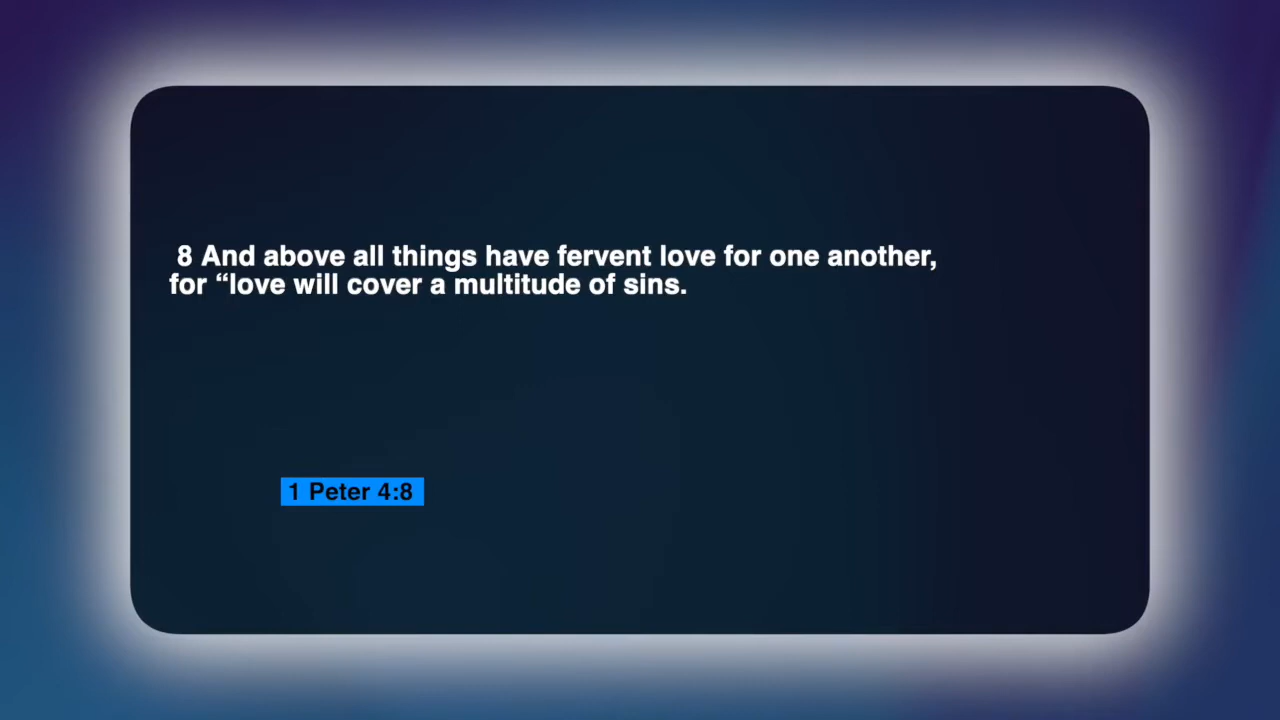 8 And above all things have fervent love for one another,
for “love will cover a multitude of sins.
1 Peter 4:8